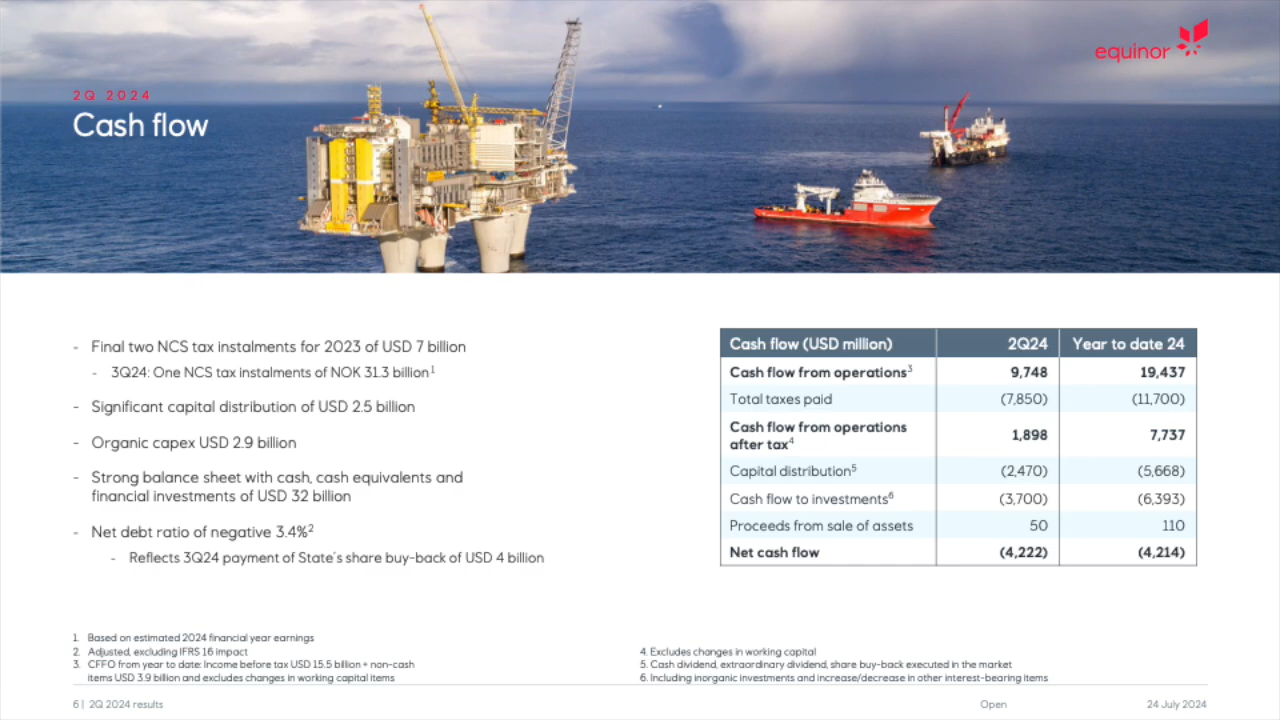 equinor
2Q 2024
Cash flow
- Final two NCS tax instalments for 2023 of USD 7 billion
- 3Q24: One NCS tax instalments of NOK 31.3 billion¹
- Significant capital distribution of USD 2.5 billion
- Organic capex USD 2.9 billion
- Strong balance sheet with cash, cash equivalents and
financial investments of USD 32 billion
- Net debt ratio of negative 3.4%²
- Reflects 3Q24 payment of State´s share buy-back of USD 4 billion
Cash flow (USD million) 2Q24 Year to date 24
Cash flow from operations³ 9,748 19,437
Total taxes paid (7,850) (11,700)
Cash flow from operations
after tax⁴ 1,898 7,737
Capital distribution⁵ (2,470) (5,668)
Cash flow to investments⁶ (3,700) (6,393)
Proceeds from sale of assets 50 110
Net cash flow (4,222) (4,214)
1. Based on estimated 2024 financial year earnings
2. Adjusted, excluding IFRS 16 impact
3. CFFO from year to date: Income before tax USD 15.5 billion + non-cash
items USD 3.9 billion and excludes changes in working capital items
4. Excludes changes in working capital
5. Cash dividend, extraordinary dividend, share buy-back executed in the market
6. Including inorganic investments and increase/decrease in other interest-bearing items
6 | 2Q 2024 results
Open
24 July 2024